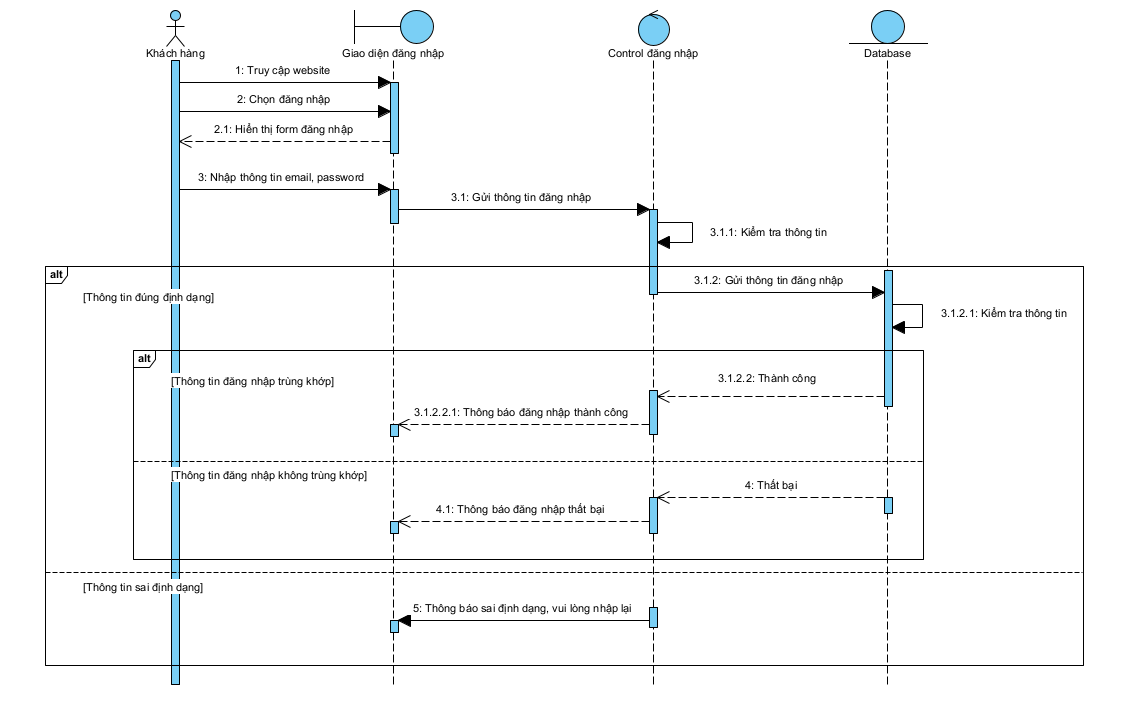 Khách hàng
Giao diện đăng nhập
Control đăng nhập
Database
1: Truy cập website
2: Chọn đăng nhập
2.1: Hiển thị form đăng nhập
3: Nhập thông tin email, password
3.1: Gửi thông tin đăng nhập
3.1.1: Kiểm tra thông tin
alt
3.1.2: Gửi thông tin đăng nhập
[Thông tin đúng định dạng]
3.1.2.1: Kiểm tra thông tin
alt
[Thông tin đăng nhập trùng khớp]
3.1.2.2: Thành công
3.1.2.2.1: Thông báo đăng nhập thành công
[Thông tin đăng nhập không trùng khớp]
4: Thất bại
4.1: Thông báo đăng nhập thất bại
[Thông tin sai định dạng]
5: Thông báo sai định dạng, vui lòng nhập lại